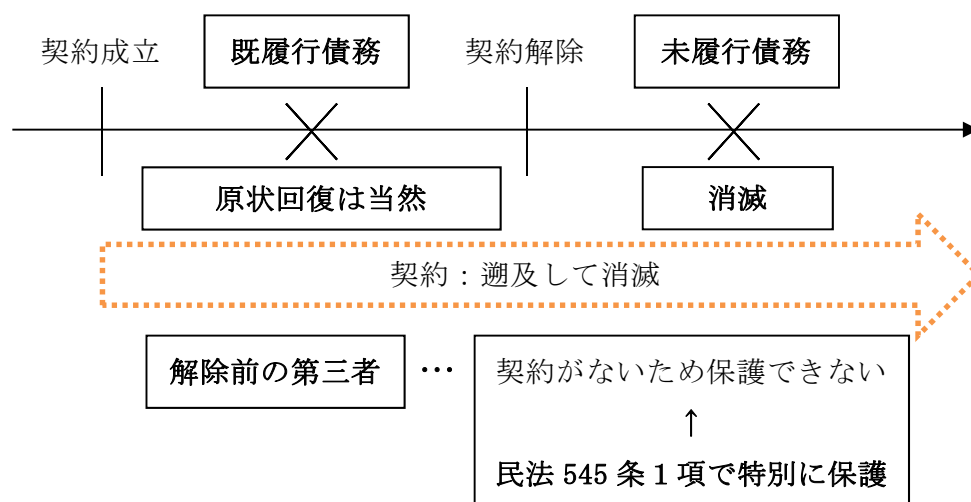 契約成立
既履行債務
契約解除
未履行債務
原状回復は当然
消滅
契約：遡及して消滅
解除前の第三者
…
契約がないため保護できない
↑
民法 545 条 1 項で特別に保護